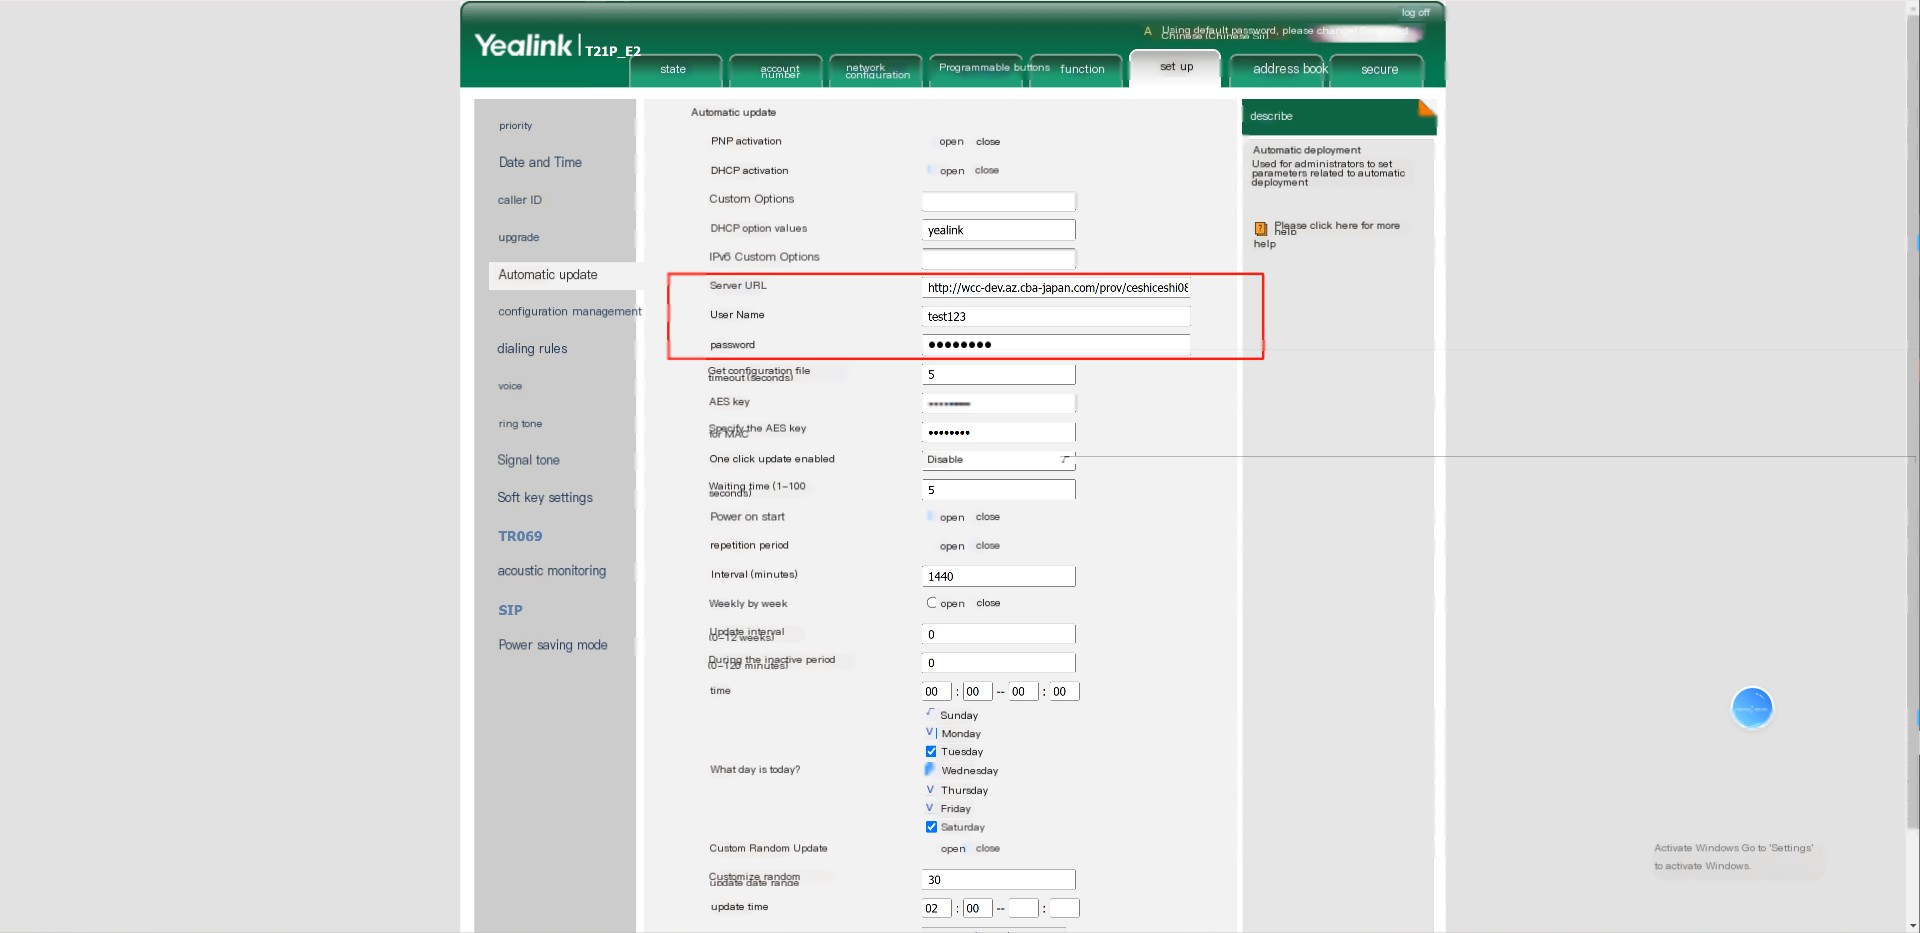 log off
Yealink T21P_E2
Using default password, please change!
Chinese (Chinese Sim
state
account number
network configuration
Programmable buttons
function
set up
address book
secure
priority
Date and Time
caller ID
upgrade
Automatic update
configuration management
dialing rules
voice
ring tone
Signal tone
Soft key settings
TR069
acoustic monitoring
SIP
Power saving mode
Automatic update
PNP activation open close
DHCP activation open close
Custom Options
DHCP option values yealink
IPv6 Custom Options
Server URL http://wcc-dev.az.cba-japan.com/prov/ceshiceshi08
User Name test123
password ●●●●●●●●
Get configuration file
timeout (seconds) 5
AES key
Specify the AES key
for MAC ••••••••
One click update enabled Disable
Waiting time (1-100
seconds) 5
Power on start open close
repetition period open close
Interval (minutes) 1440
Weekly by week open close
Update interval
(0-12 weeks) 0
During the inactive period
(0-120 minutes) 0
time 00 : 00 -- 00 : 00
Sunday
Monday
Tuesday
What day is today? Wednesday
Thursday
Friday
Saturday
Custom Random Update open close
Customize random
update date range 30
update time 02 : 00 -- :
describe
Automatic deployment
Used for administrators to set
parameters related to automatic
deployment
Please click here for more
help
help
Activate Windows Go to 'Settings'
to activate Windows.